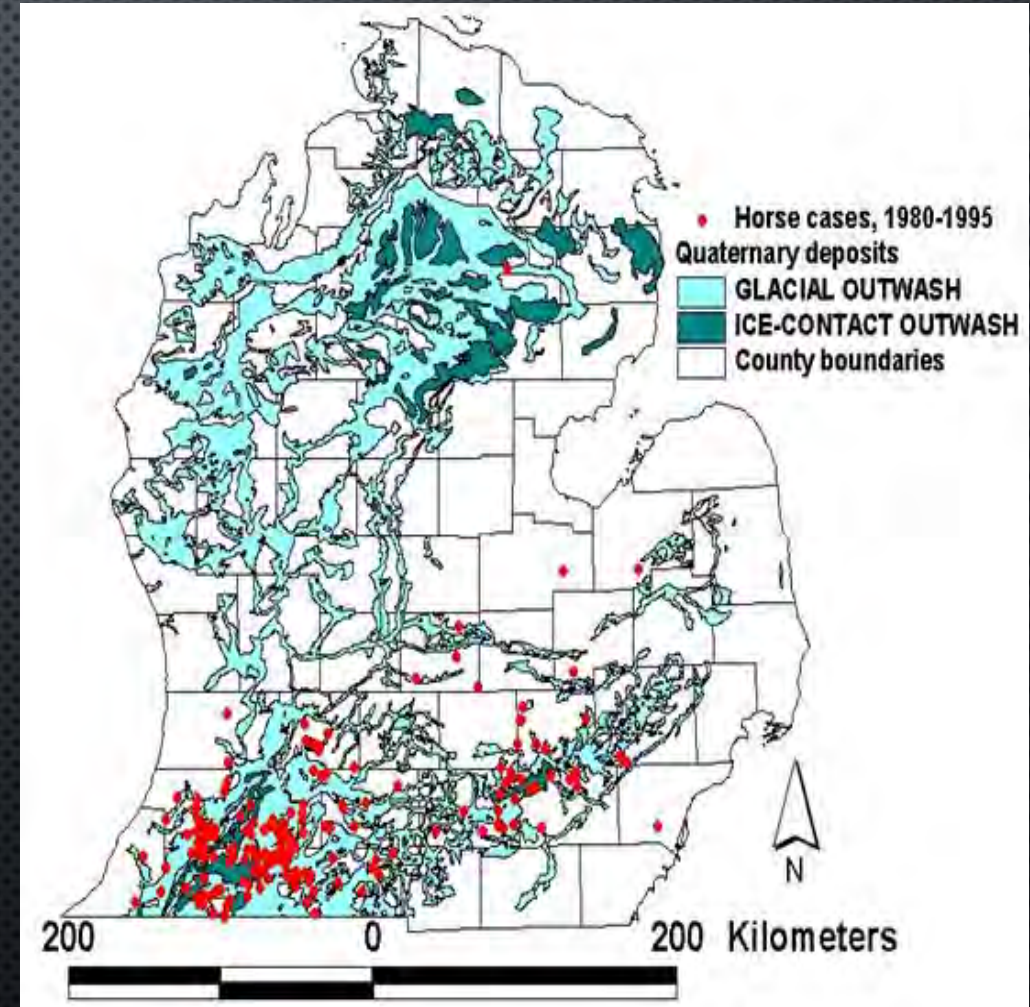 Horse cases, 1980-1995
Quaternary deposits
GLACIAL OUTWASH
ICE-CONTACT OUTWASH
County boundaries
N
200 0 200 Kilometers